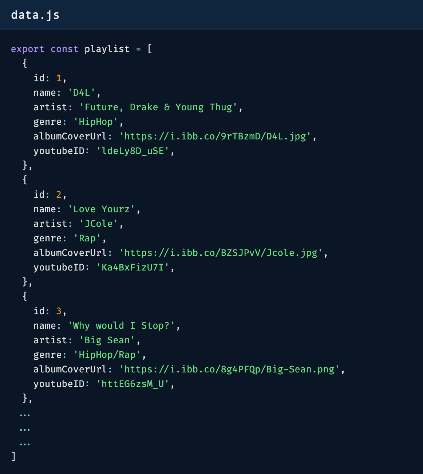 data.js
export const playlist = [
  {
    id: 1,
    name: 'D4L',
    artist: 'Future, Drake & Young Thug',
    genre: 'HipHop',
    albumCoverUrl: 'https://i.ibb.co/9rTBzmD/D4L.jpg',
    youtubeID: 'ldeLy8D_uSE',
  },
  {
    id: 2,
    name: 'Love Yourz',
    artist: 'JCole',
    genre: 'Rap',
    albumCoverUrl: 'https://i.ibb.co/BZSJPvV/Jcole.jpg',
    youtubeID: 'Ka4BxFizU7I',
  },
  {
    id: 3,
    name: 'Why would I Stop?',
    artist: 'Big Sean',
    genre: 'HipHop/Rap',
    albumCoverUrl: 'https://i.ibb.co/8g4PFQp/Big-Sean.png',
    youtubeID: 'httEG6zsM_U',
  },
  ...
  ...
  ...
]